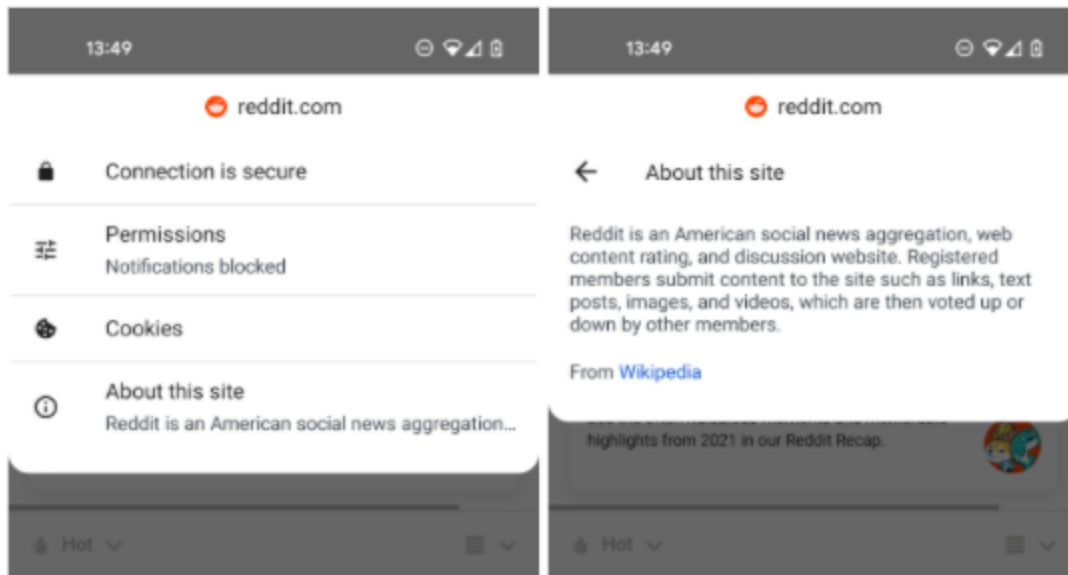 13:49
reddit.com
Connection is secure
Permissions
Notifications blocked
Cookies
About this site
Reddit is an American social news aggregation...
Hot
13:49
reddit.com
About this site
Reddit is an American social news aggregation, web
content rating, and discussion website. Registered
members submit content to the site such as links, text
posts, images, and videos, which are then voted up or
down by other members.
From Wikipedia
highlights from 2021 in our Reddit Recap.
Hot